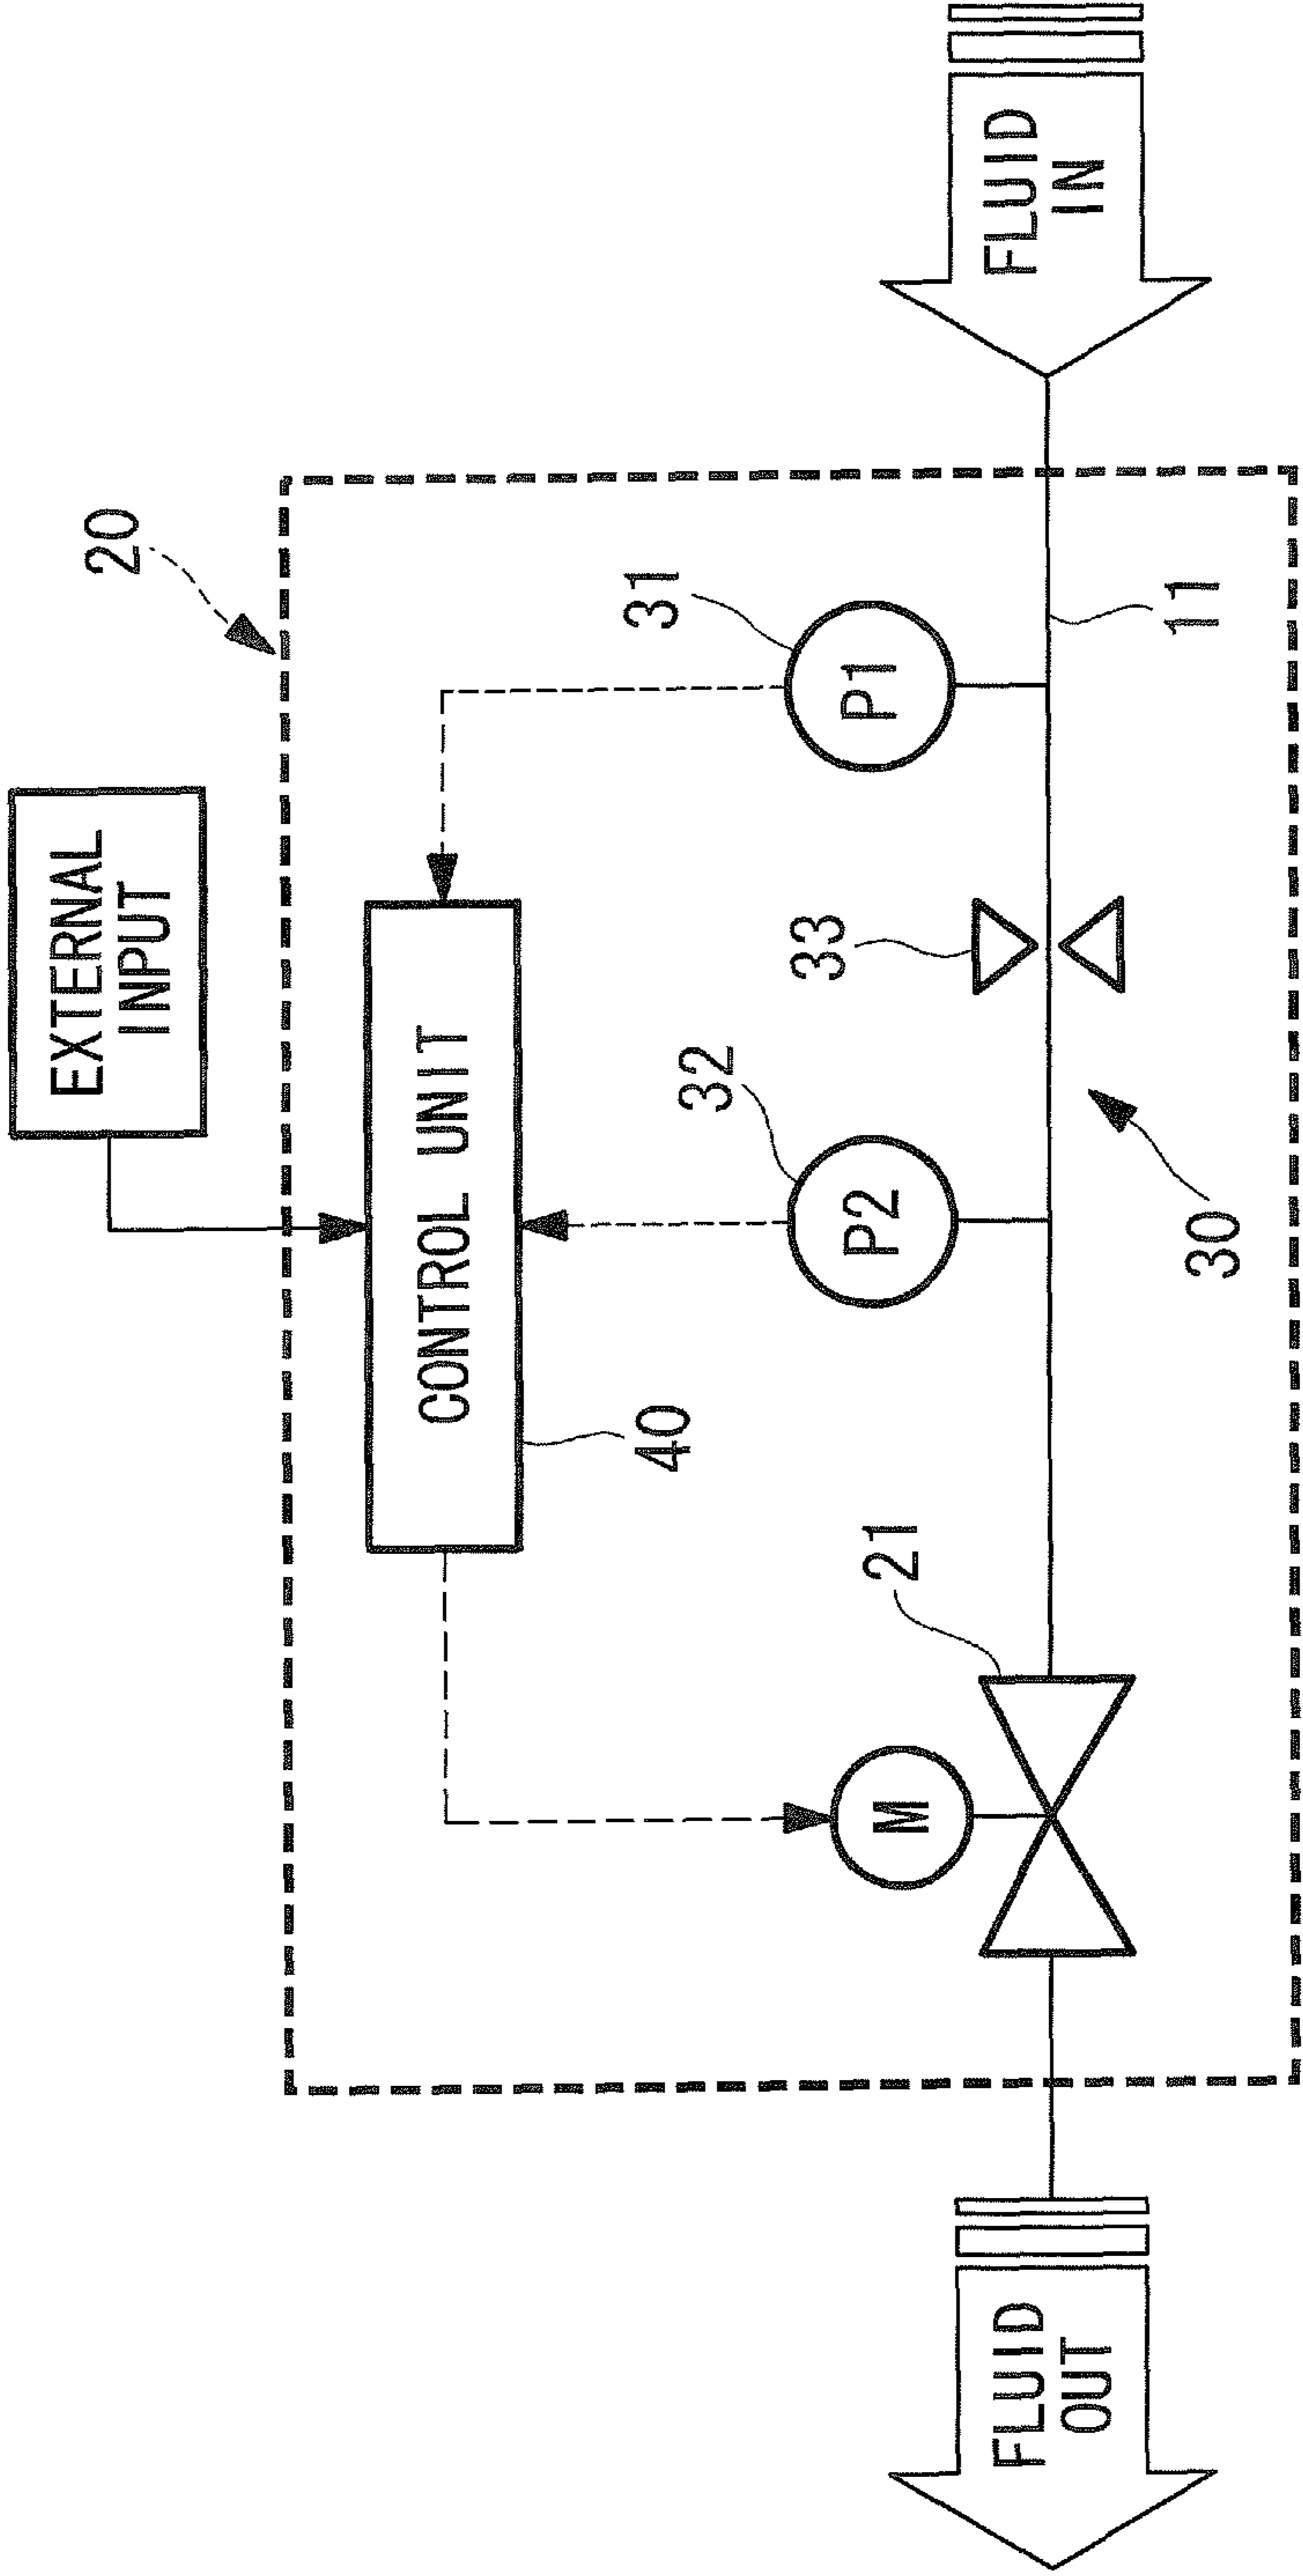 EXTERNAL
INPUT
20
CONTROL UNIT
40
31
P1
32
P2
33
21
M
11
30
FLUID
IN
FLUID
OUT